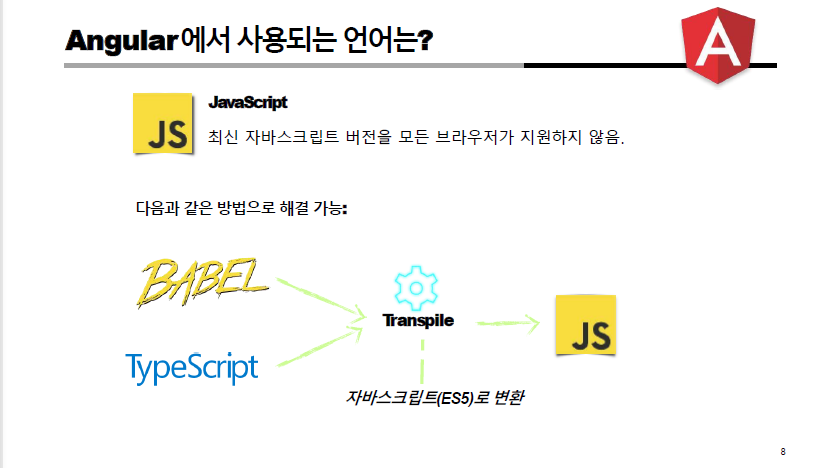 Angular에서 사용되는 언어는?
A
JS
JavaScript
최신 자바스크립트 버전을 모든 브라우저가 지원하지 않음.
다음과 같은 방법으로 해결 가능:
BABEL
TypeScript
Transpile
JS
자바스크립트(ES5)로 변환
8